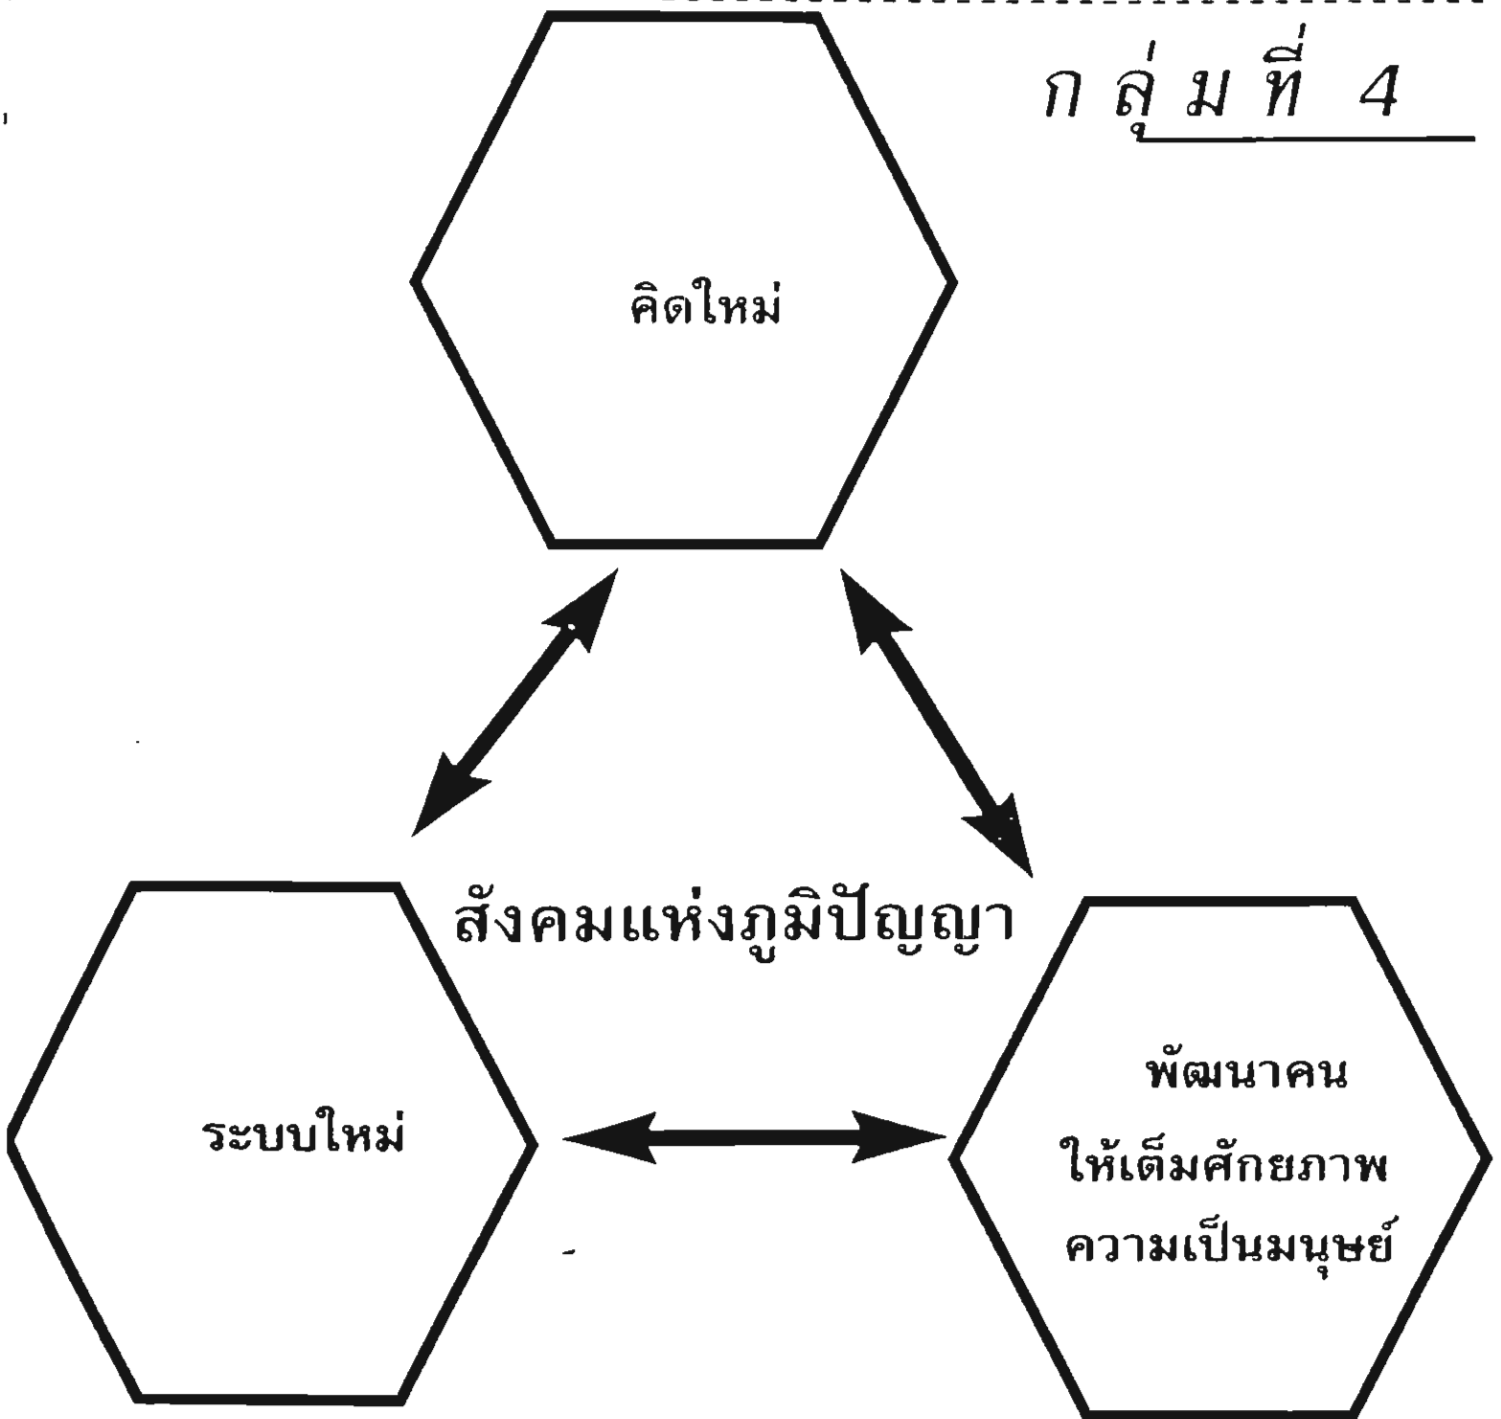 กลุ่มที่ 4
คิดใหม่
สังคมแห่งภูมิปัญญา
ระบบใหม่
พัฒนาคน
ให้เต็มศักยภาพ
ความเป็นมนุษย์